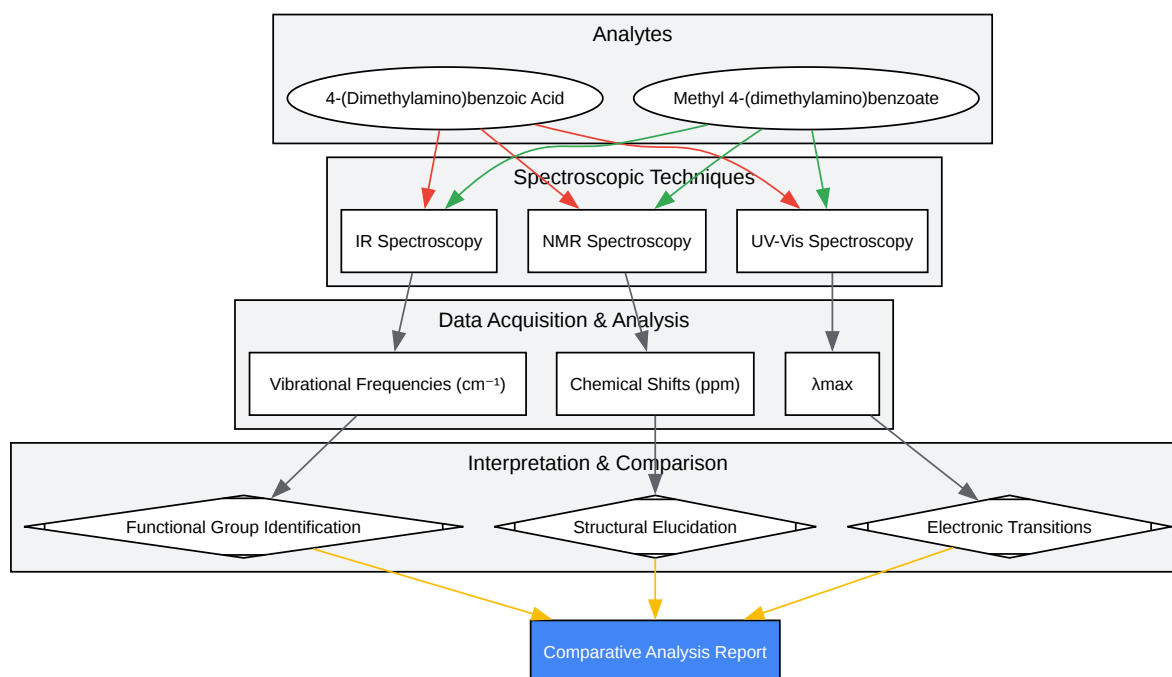 Analytes
4-(Dimethylamino)benzoic Acid
Methyl 4-(dimethylamino)benzoate
Spectroscopic Techniques
IR Spectroscopy
NMR Spectroscopy
UV-Vis Spectroscopy
Data Acquisition & Analysis
Vibrational Frequencies (cm⁻¹)
Chemical Shifts (ppm)
λmax
Interpretation & Comparison
Functional Group Identification
Structural Elucidation
Electronic Transitions
Comparative Analysis Report